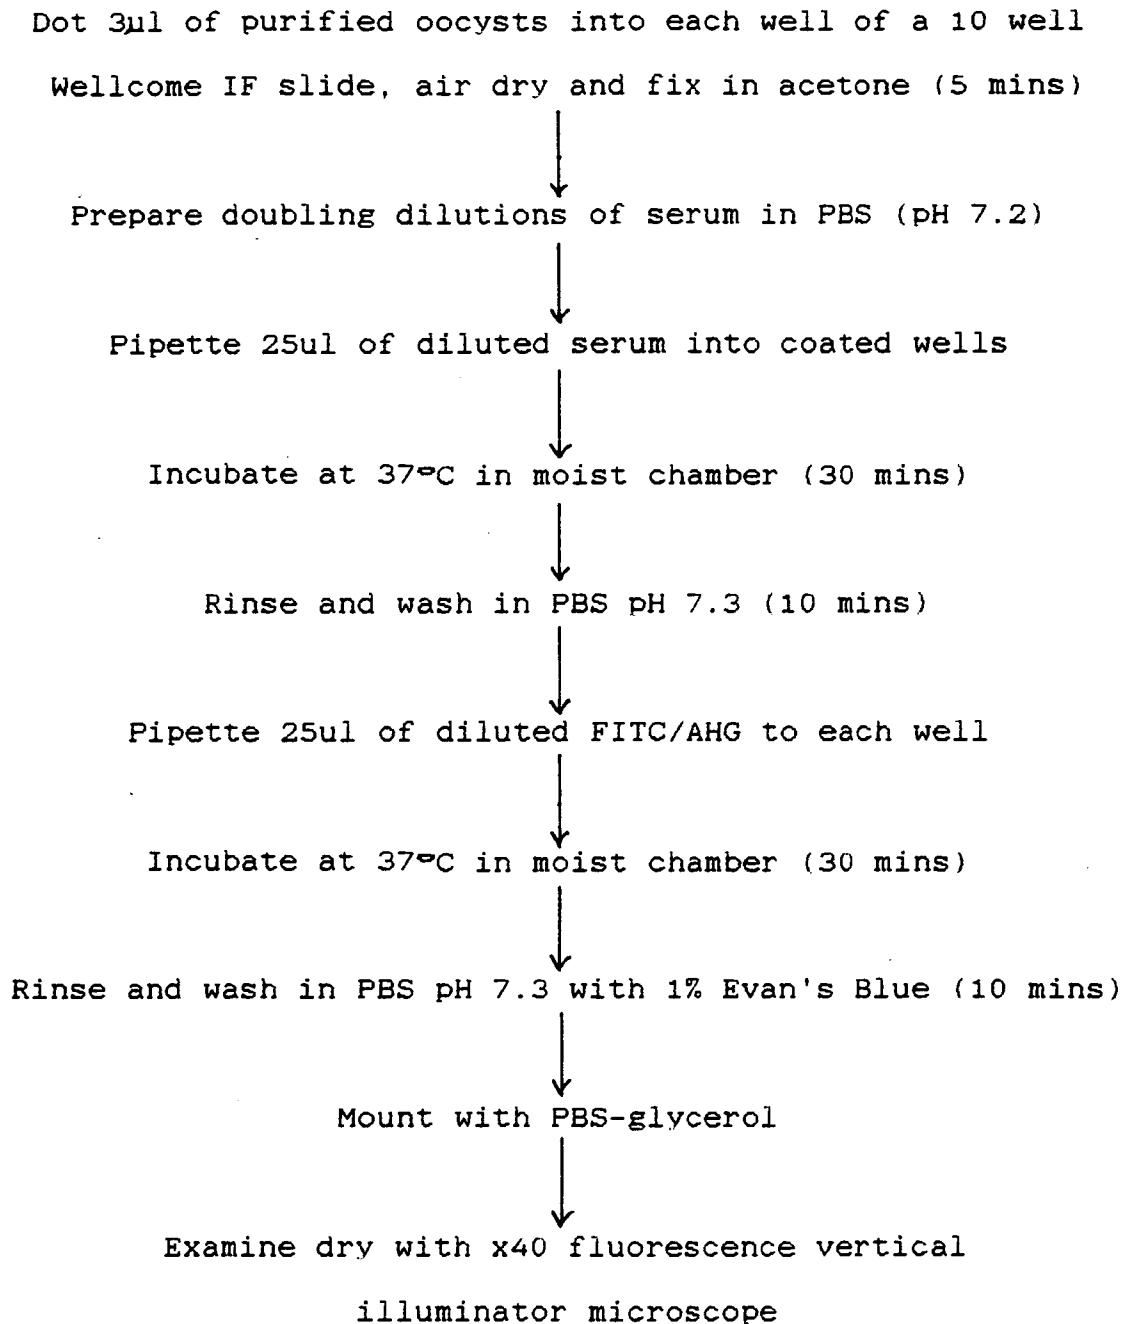 Dot 3µl of purified oocysts into each well of a 10 well
Wellcome IF slide, air dry and fix in acetone (5 mins)
Prepare doubling dilutions of serum in PBS (pH 7.2)
Pipette 25ul of diluted serum into coated wells
Incubate at 37°C in moist chamber (30 mins)
Rinse and wash in PBS pH 7.3 (10 mins)
Pipette 25ul of diluted FITC/AHG to each well
Incubate at 37°C in moist chamber (30 mins)
Rinse and wash in PBS pH 7.3 with 1% Evan's Blue (10 mins)
Mount with PBS-glycerol
Examine dry with x40 fluorescence vertical
illuminator microscope